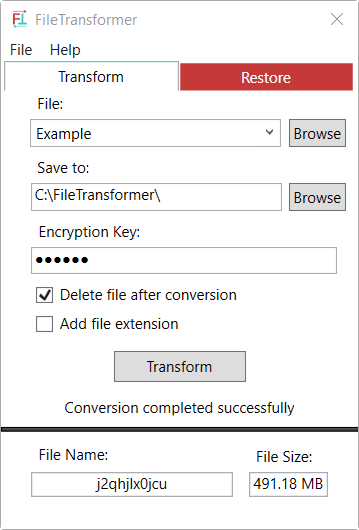 FileTransformer
File Help
Transform Restore
File:
Example Browse
Save to:
C:\FileTransformer\ Browse
Encryption Key:
●●●●●●
Delete file after conversion
Add file extension
Transform
Conversion completed successfully
File Name: File Size:
j2qhjlx0jcu 491.18 MB